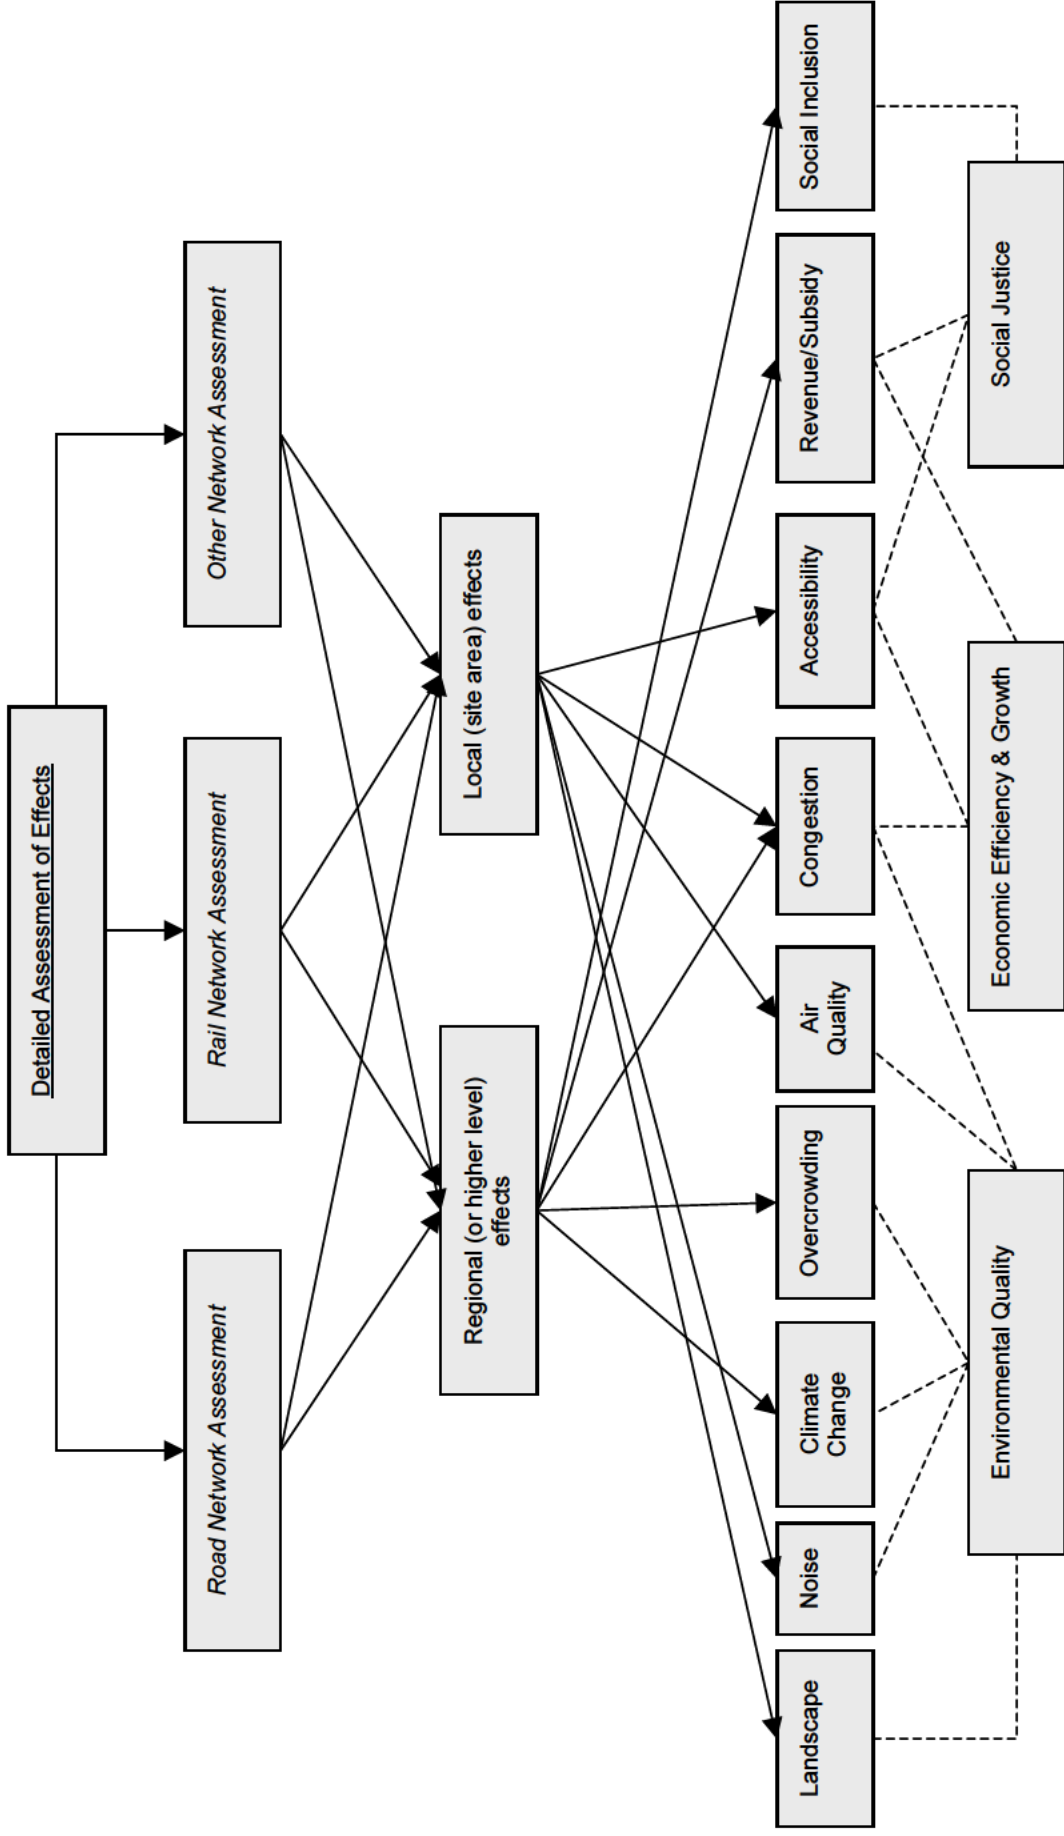 Detailed Assessment of Effects
Road Network Assessment
Rail Network Assessment
Other Network Assessment
Regional (or higher level)
effects
Local (site area) effects
Landscape
Noise
Climate
Change
Overcrowding
Air
Quality
Congestion
Accessibility
Revenue/Subsidy
Social Inclusion
Environmental Quality
Economic Efficiency & Growth
Social Justice